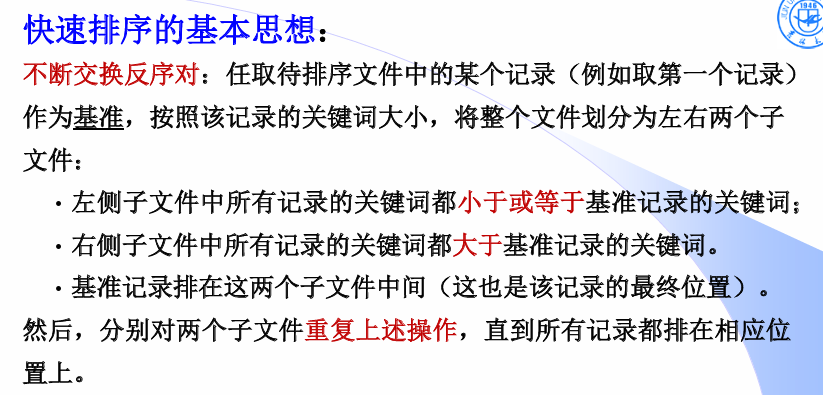 快速排序的基本思想：
不断交换反序对：任取待排序文件中的某个记录（例如取第一个记录）
作为基准，按照该记录的关键词大小，将整个文件划分为左右两个子
文件：
·左侧子文件中所有记录的关键词都小于或等于基准记录的关键词；
·右侧子文件中所有记录的关键词都大于基准记录的关键词。
·基准记录排在这两个子文件中间（这也是该记录的最终位置）。
然后，分别对两个子文件重复上述操作，直到所有记录都排在相应位
置上。
1946